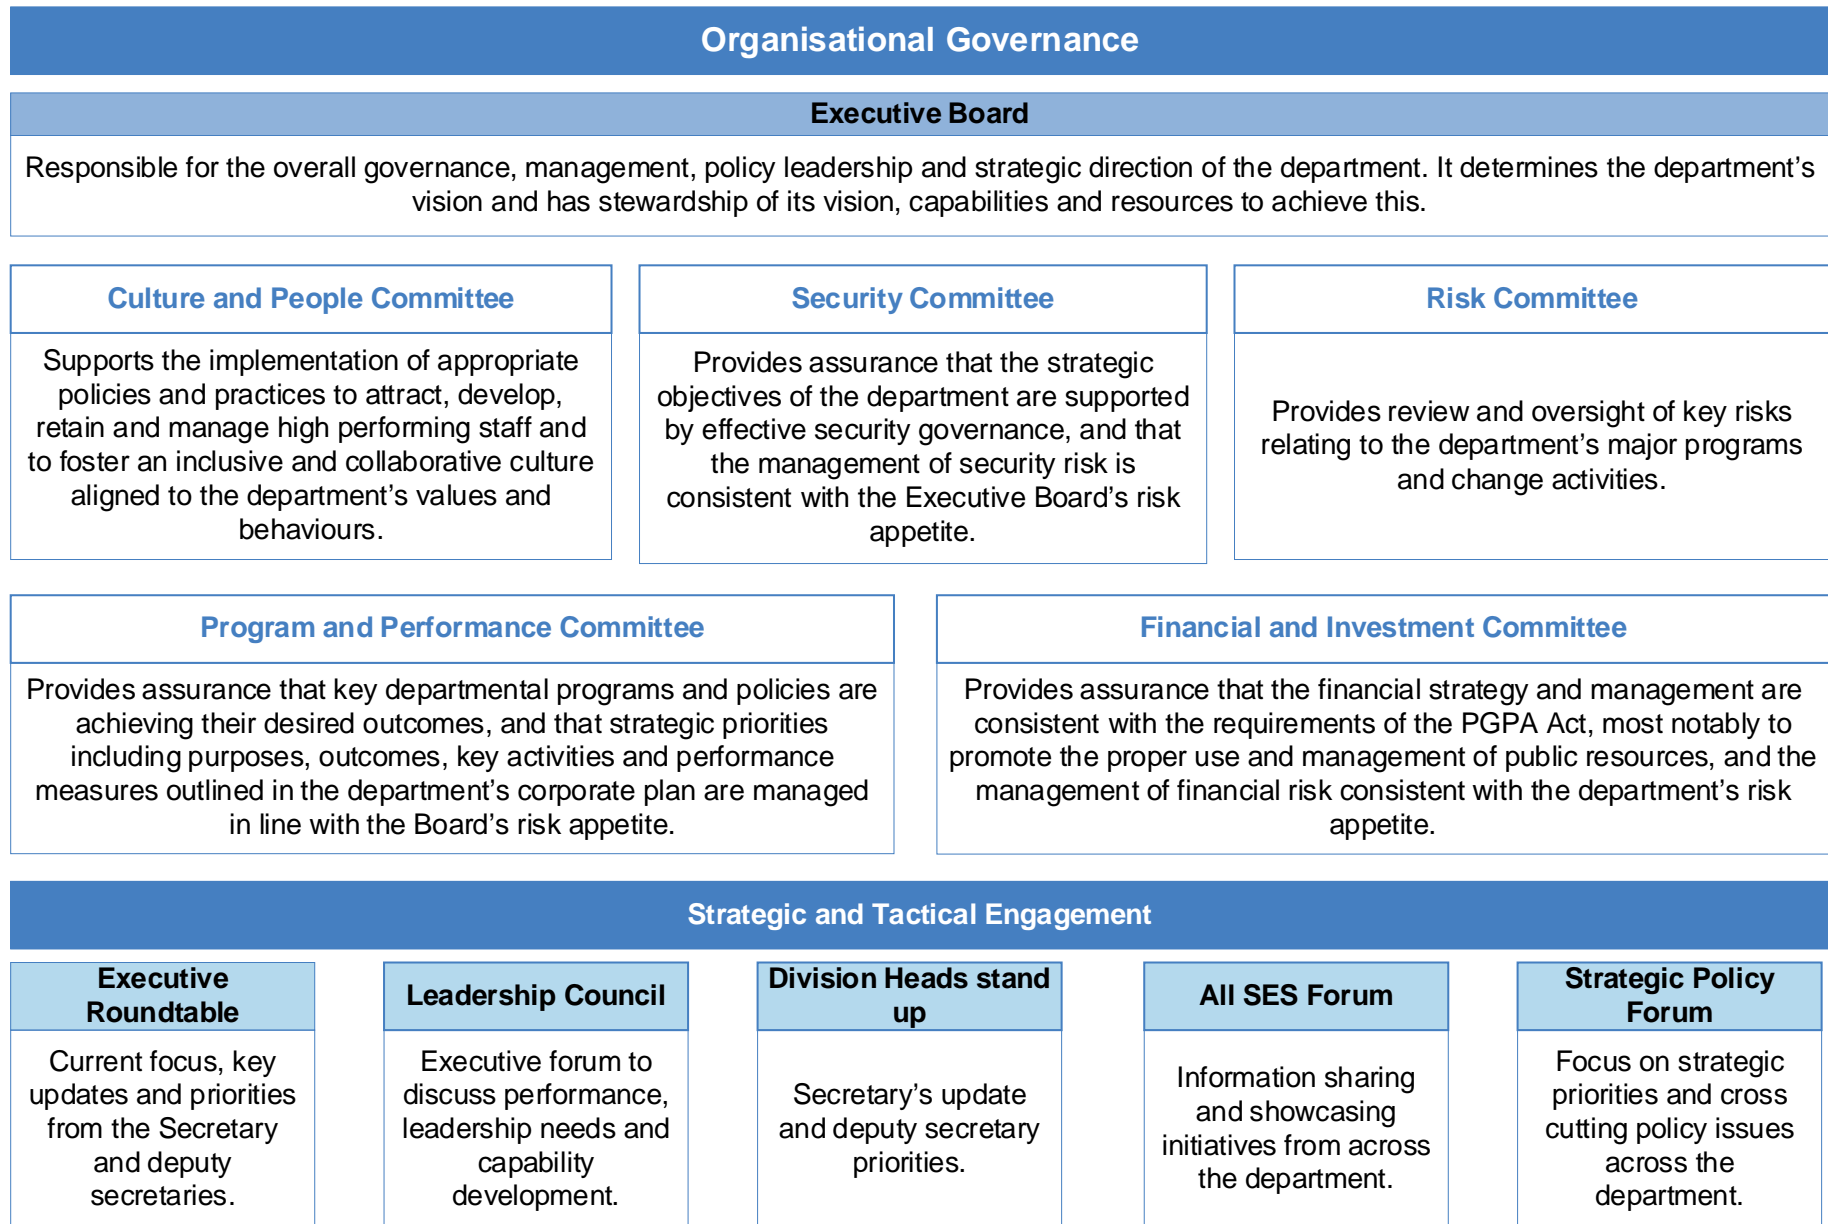 Organisational Governance
Executive Board
Responsible for the overall governance, management, policy leadership and strategic direction of the department. It determines the department’s
vision and has stewardship of its vision, capabilities and resources to achieve this.
Culture and People Committee
Supports the implementation of appropriate
policies and practices to attract, develop,
retain and manage high performing staff and
to foster an inclusive and collaborative culture
aligned to the department’s values and
behaviours.
Security Committee
Provides assurance that the strategic
objectives of the department are supported
by effective security governance, and that
the management of security risk is
consistent with the Executive Board’s risk
appetite.
Risk Committee
Provides review and oversight of key risks
relating to the department’s major programs
and change activities.
Program and Performance Committee
Provides assurance that key departmental programs and policies are
achieving their desired outcomes, and that strategic priorities
including purposes, outcomes, key activities and performance
measures outlined in the department’s corporate plan are managed
in line with the Board’s risk appetite.
Financial and Investment Committee
Provides assurance that the financial strategy and management are
consistent with the requirements of the PGPA Act, most notably to
promote the proper use and management of public resources, and the
management of financial risk consistent with the department’s risk
appetite.
Strategic and Tactical Engagement
Executive
Roundtable
Current focus, key
updates and priorities
from the Secretary
and deputy
secretaries.
Leadership Council
Executive forum to
discuss performance,
leadership needs and
capability
development.
Division Heads stand
up
Secretary’s update
and deputy secretary
priorities.
All SES Forum
Information sharing
and showcasing
initiatives from across
the department.
Strategic Policy
Forum
Focus on strategic
priorities and cross
cutting policy issues
across the
department.